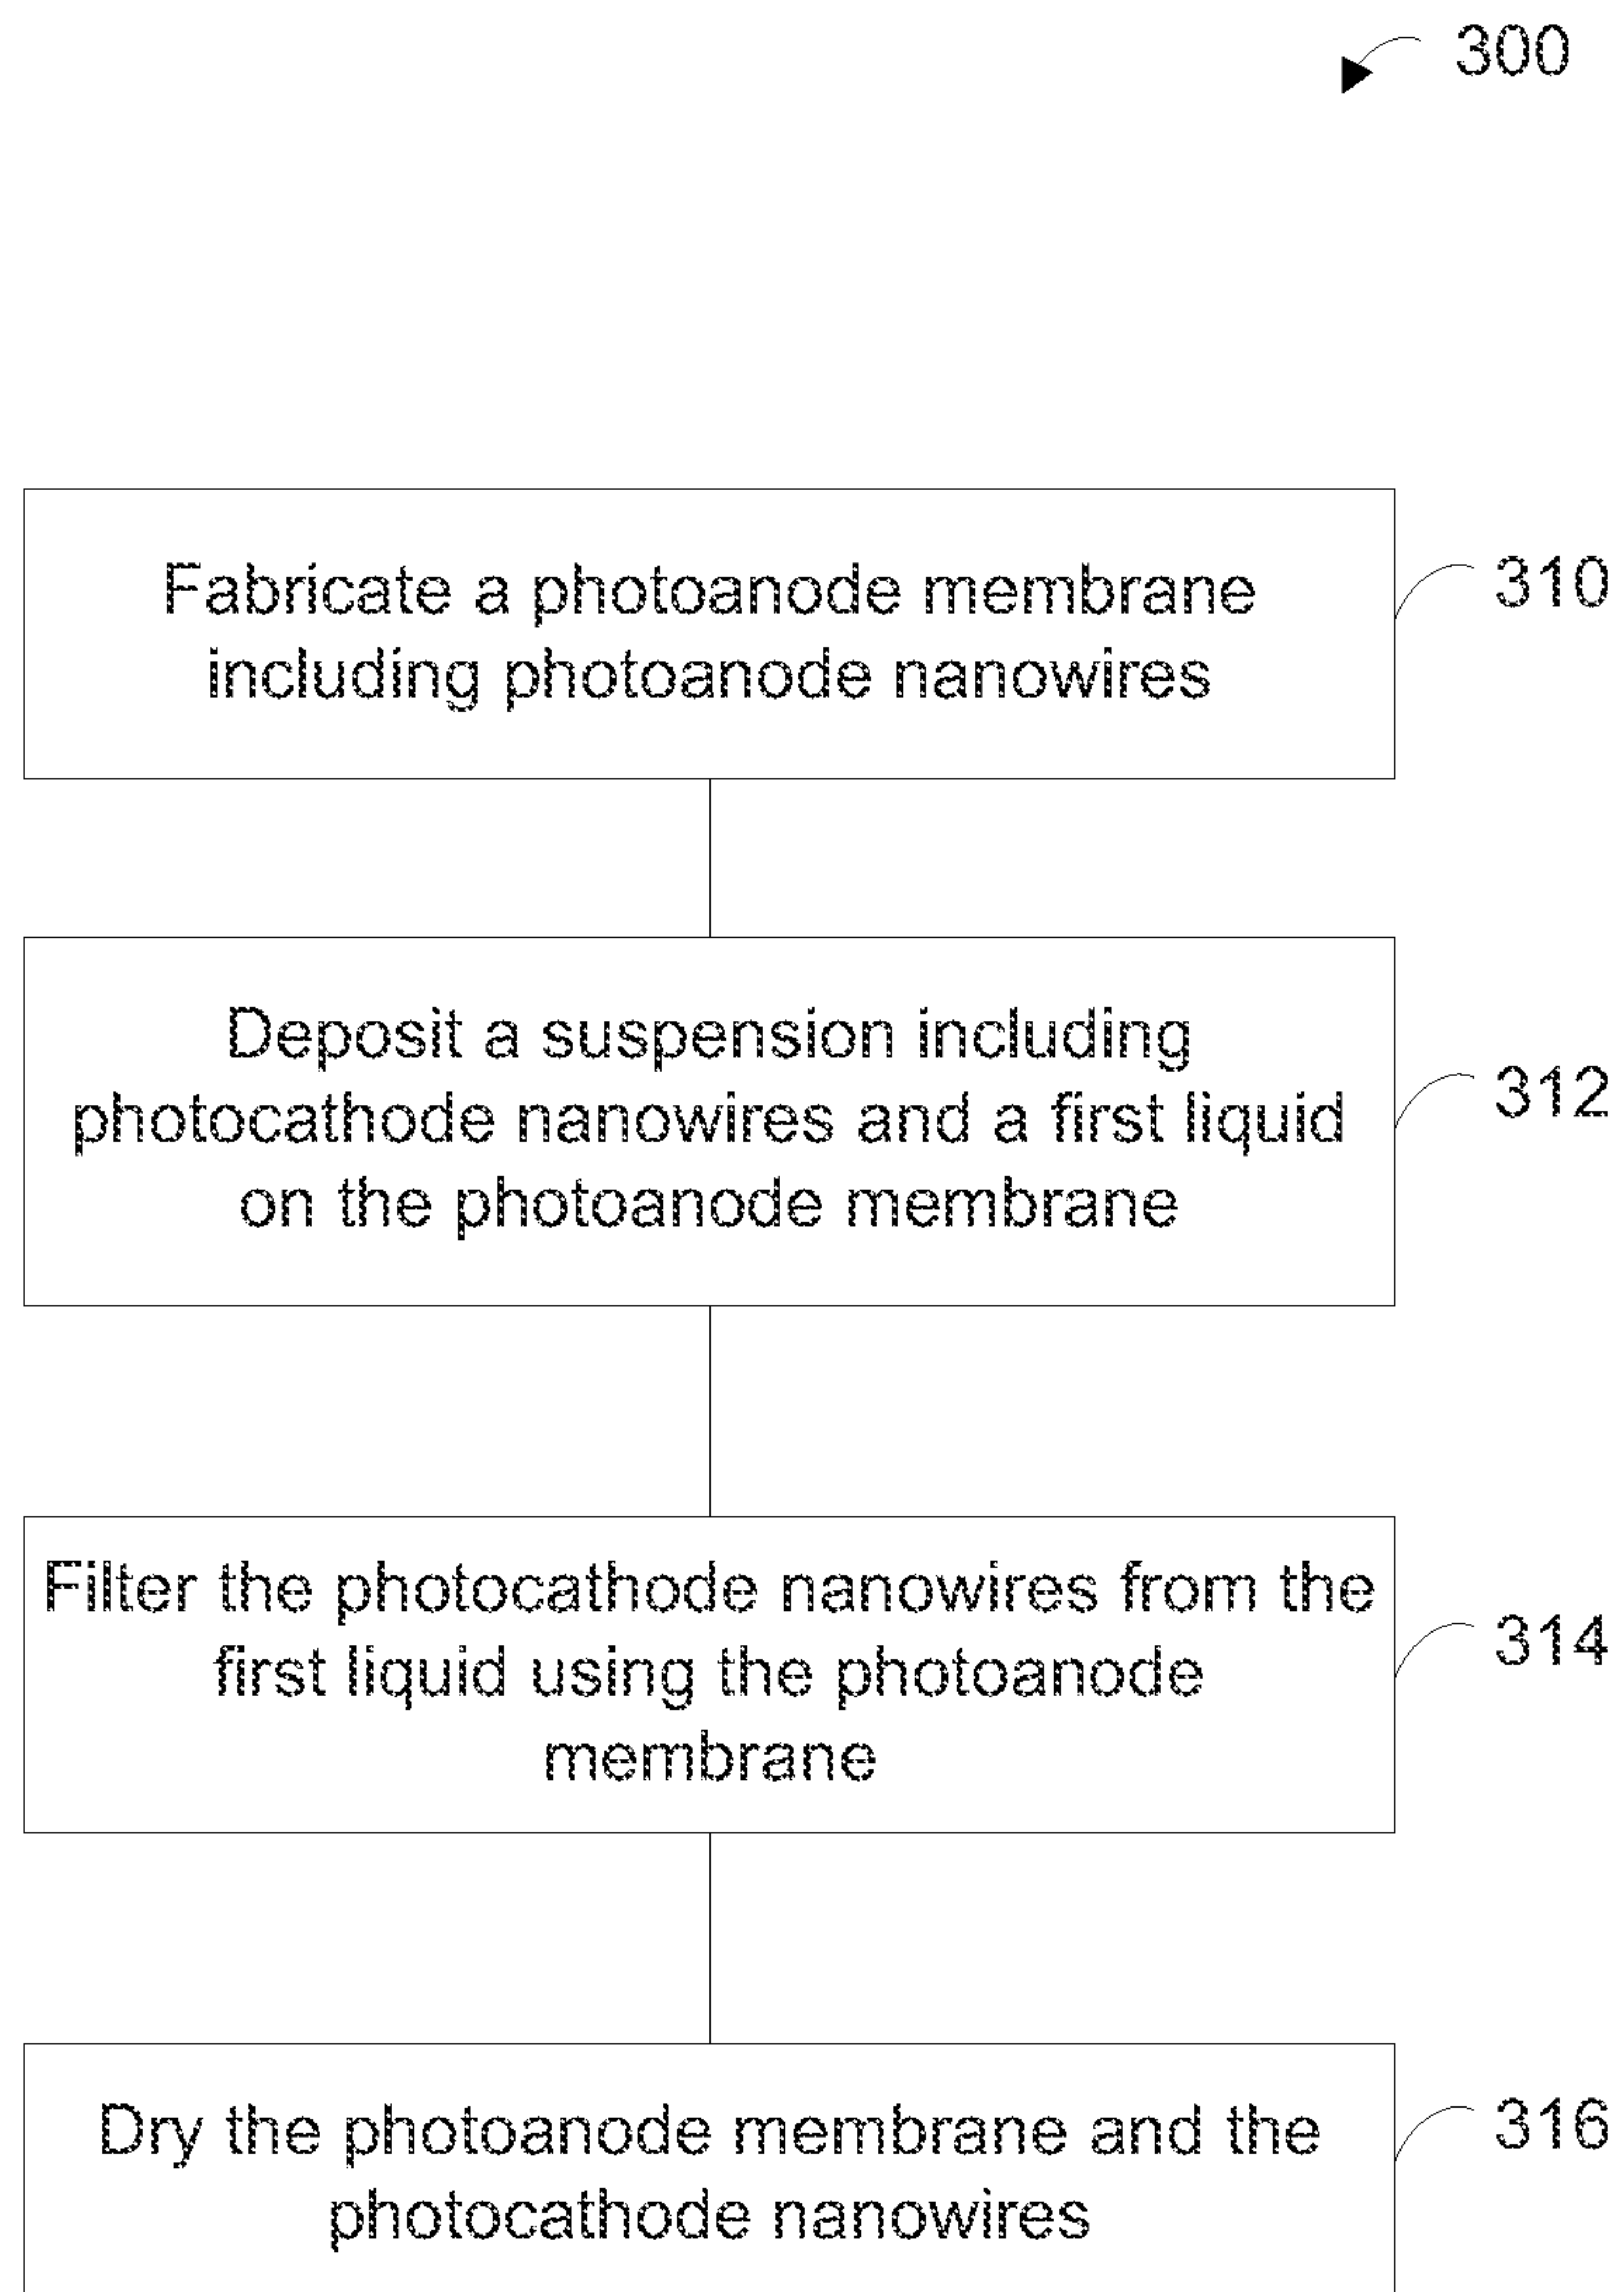 300
Fabricate a photoanode membrane
including photoanode nanowires
310
Deposit a suspension including
photocathode nanowires and a first liquid
on the photoanode membrane
312
Filter the photocathode nanowires from the
first liquid using the photoanode
membrane
314
Dry the photoanode membrane and the
photocathode nanowires
316